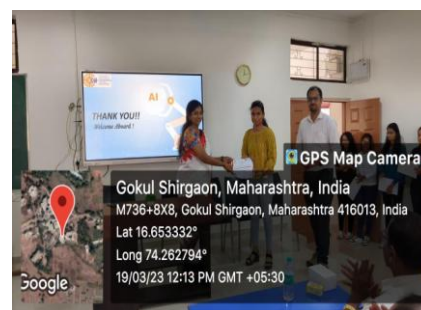 AI
THANK YOU!!
Welcome Aboard !
GPS Map Camera
Gokul Shirgaon, Maharashtra, India
M736+8X8, Gokul Shirgaon, Maharashtra 416013, India
Lat 16.653332°
Long 74.262794°
19/03/23 12:13 PM GMT +05:30
Google